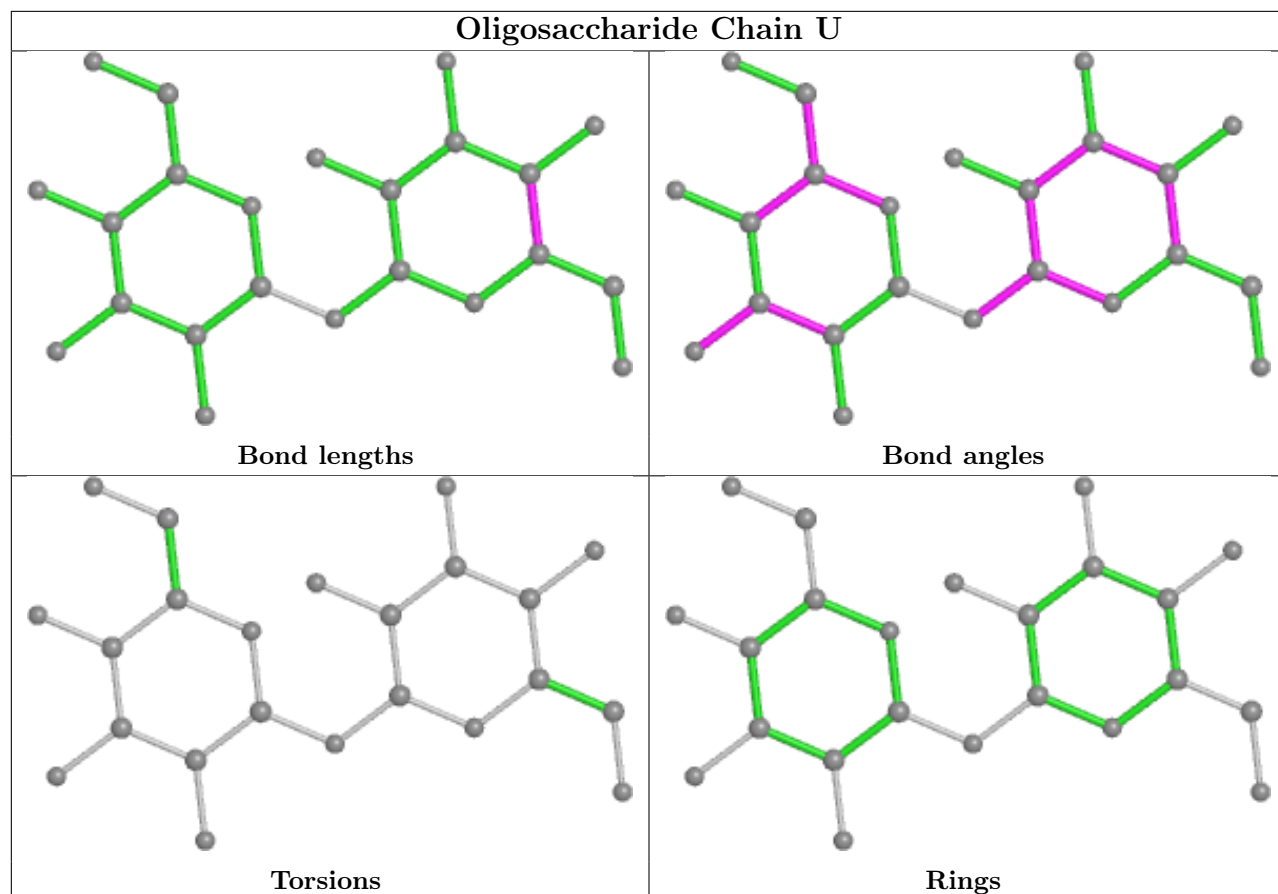 Oligosaccharide Chain U
Bond lengths
Bond angles
Torsions
Rings